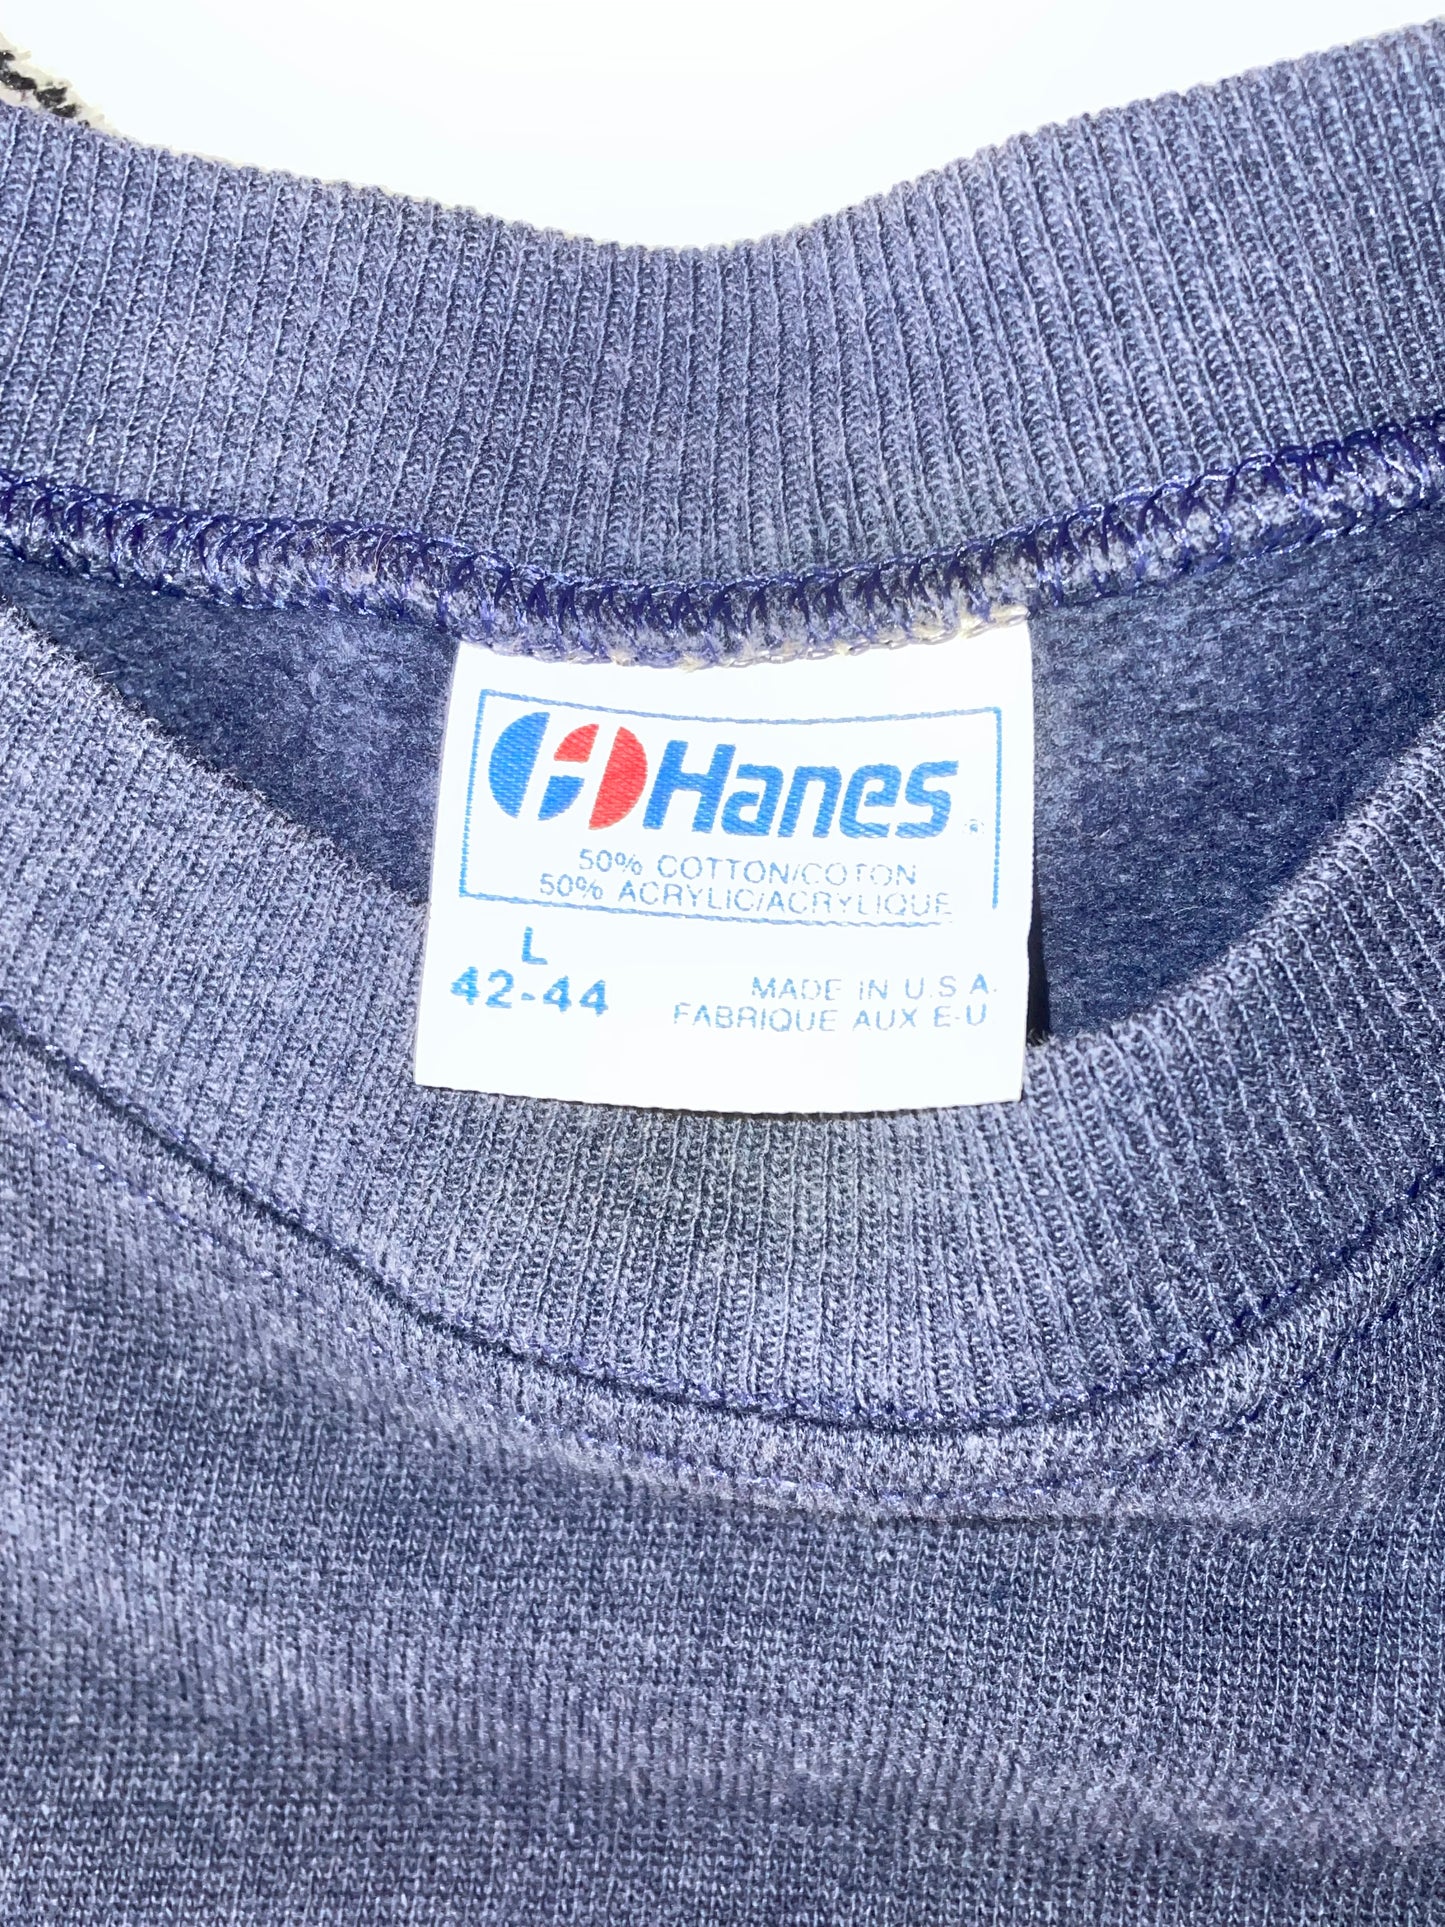 Hanes ®
50% COTTON/COTON
50% ACRYLIC/ACRYLIQUE
L
42-44
MADE IN U.S.A.
FABRIQUE AUX E-U